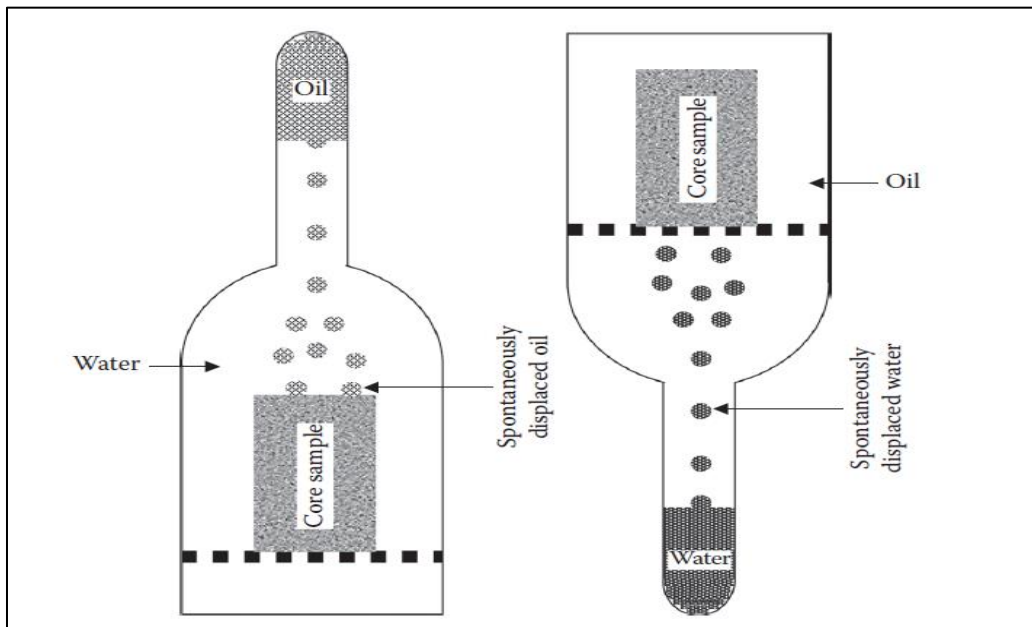 Oil
Water
Spontaneously
displaced oil
Core sample
Core sample
Oil
Spontaneously
displaced water
Water